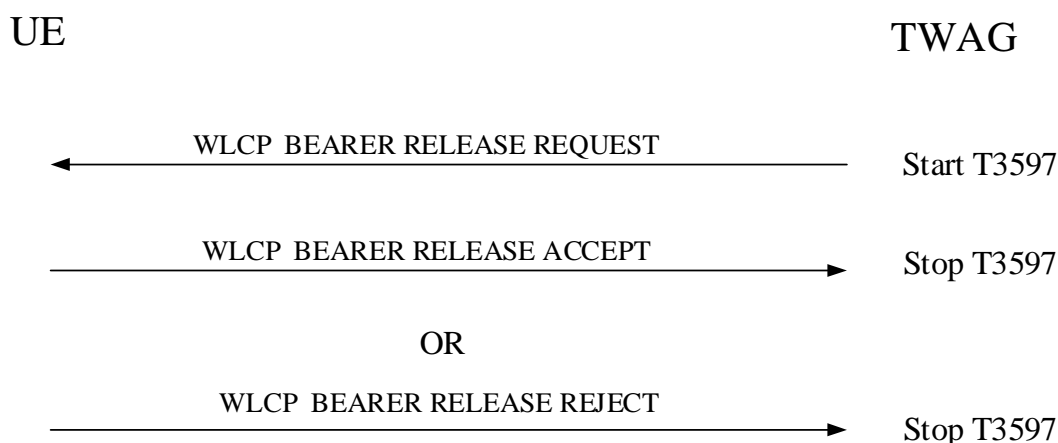 UE
TWAG
WLCP BEARER RELEASE REQUEST
Start T3597
WLCP BEARER RELEASE ACCEPT
Stop T3597
OR
WLCP BEARER RELEASE REJECT
Stop T3597